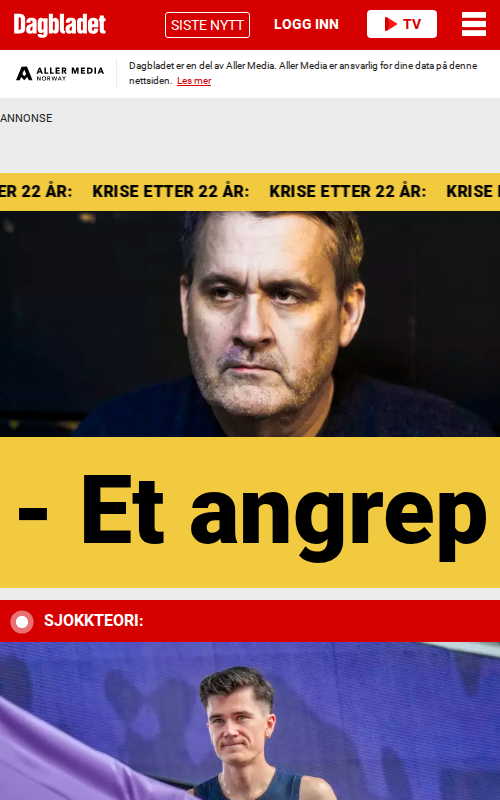 Dagbladet
SISTE NYTT
LOGG INN
TV
ALLER MEDIA
NORWAY
Dagbladet er en del av Aller Media. Aller Media er ansvarlig for dine data på denne
nettsiden. Les mer
ANNONSE
ER 22 ÅR: KRISE ETTER 22 ÅR: KRISE ETTER 22 ÅR: KRISE
- Et angrep
SJOKKTEORI: